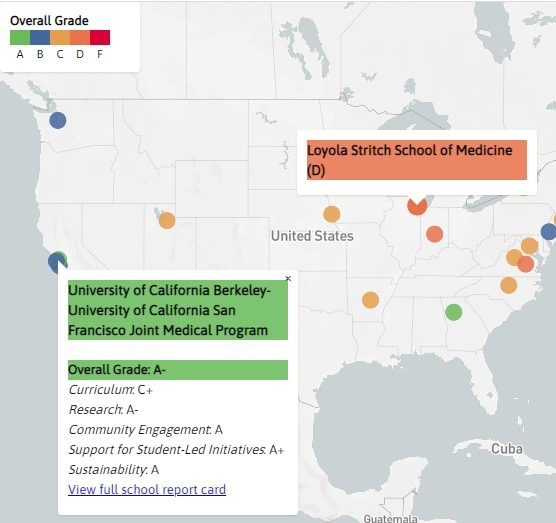 Overall Grade
A B C D F
Loyola Stritch School of Medicine
(D)
United States
×
University of California Berkeley-
University of California San
Francisco Joint Medical Program
Overall Grade: A-
Curriculum: C+
Research: A-
Community Engagement: A
Support for Student-Led Initiatives: A+
Sustainability: A
View full school report card
Cuba
Guatemala